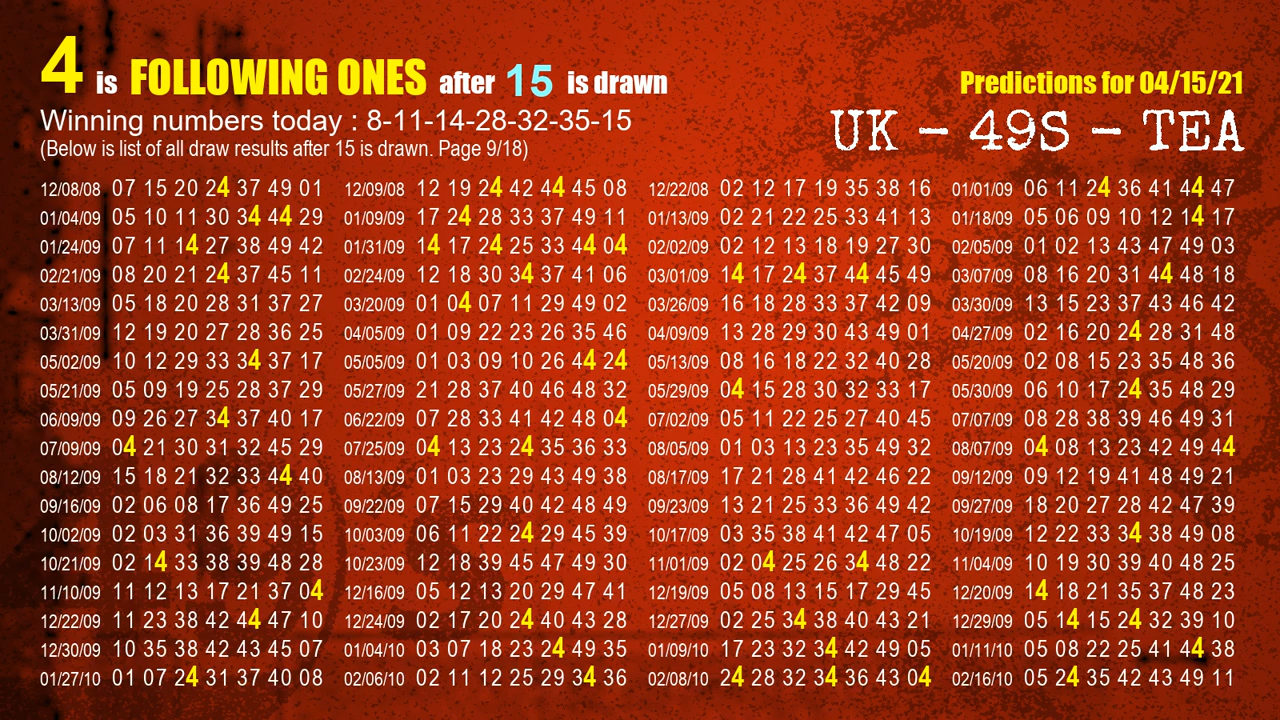 4 is FOLLOWING ONES after 15 is drawn
Predictions for 04/15/21
Winning numbers today : 8-11-14-28-32-35-15
UK - 49S - TEA
(Below is list of all draw results after 15 is drawn. Page 9/18)
12/08/08 07 15 20 24 37 49 01 12/09/08 12 19 24 42 44 45 08 12/22/08 02 12 17 19 35 38 16 01/01/09 06 11 24 36 41 44 47
01/04/09 05 10 11 30 34 44 29 01/09/09 17 24 28 33 37 49 11 01/13/09 02 21 22 25 33 41 13 01/18/09 05 06 09 10 12 14 17
01/24/09 07 11 14 27 38 49 42 01/31/09 14 17 24 25 33 44 04 02/02/09 02 12 13 18 19 27 30 02/05/09 01 02 13 43 47 49 03
02/21/09 08 20 21 24 37 45 11 02/24/09 12 18 30 34 37 41 06 03/01/09 14 17 24 37 44 45 49 03/07/09 08 16 20 31 44 48 18
03/13/09 05 18 20 28 31 37 27 03/20/09 01 04 07 11 29 49 02 03/26/09 16 18 28 33 37 42 09 03/30/09 13 15 23 37 43 46 42
03/31/09 12 19 20 27 28 36 25 04/05/09 01 09 22 23 26 35 46 04/09/09 13 28 29 30 43 49 01 04/27/09 02 16 20 24 28 31 48
05/02/09 10 12 29 33 34 37 17 05/05/09 01 03 09 10 26 44 24 05/13/09 08 16 18 22 32 40 28 05/20/09 02 08 15 23 35 48 36
05/21/09 05 09 19 25 28 37 29 05/27/09 21 28 37 40 46 48 32 05/29/09 04 15 28 30 32 33 17 05/30/09 06 10 17 24 35 48 29
06/09/09 09 26 27 34 37 40 17 06/22/09 07 28 33 41 42 48 04 07/02/09 05 11 22 25 27 40 45 07/07/09 08 28 38 39 46 49 31
07/09/09 04 21 30 31 32 45 29 07/25/09 04 13 23 24 35 36 33 08/05/09 01 03 13 23 35 49 32 08/07/09 04 08 13 23 42 49 44
08/12/09 15 18 21 32 33 44 40 08/13/09 01 03 23 29 43 49 38 08/17/09 17 21 28 41 42 46 22 09/12/09 09 12 19 41 48 49 21
09/16/09 02 06 08 17 36 49 25 09/22/09 07 15 29 40 42 48 49 09/23/09 13 21 25 33 36 49 42 09/27/09 18 20 27 28 42 47 39
10/02/09 02 03 31 36 39 49 15 10/03/09 06 11 22 24 29 45 39 10/17/09 03 35 38 41 42 47 05 10/19/09 12 22 33 34 38 49 08
10/21/09 02 14 33 38 39 48 28 10/23/09 12 18 39 45 47 49 30 11/01/09 02 04 25 26 34 48 22 11/04/09 10 19 30 39 40 48 25
11/10/09 11 12 13 17 21 37 04 12/16/09 05 12 13 20 29 47 41 12/19/09 05 08 13 15 17 29 45 12/20/09 14 18 21 35 37 48 23
12/22/09 11 23 38 42 44 47 10 12/24/09 02 17 20 24 40 43 28 12/27/09 02 25 34 38 40 43 21 12/29/09 05 14 15 24 32 39 10
12/30/09 10 35 38 42 43 45 07 01/04/10 03 07 18 23 24 49 35 01/09/10 17 23 32 34 42 49 05 01/11/10 05 08 22 25 41 44 38
01/27/10 01 07 24 31 37 40 08 02/06/10 02 11 12 25 29 34 36 02/08/10 24 28 32 34 36 43 04 02/16/10 05 24 35 42 43 49 11